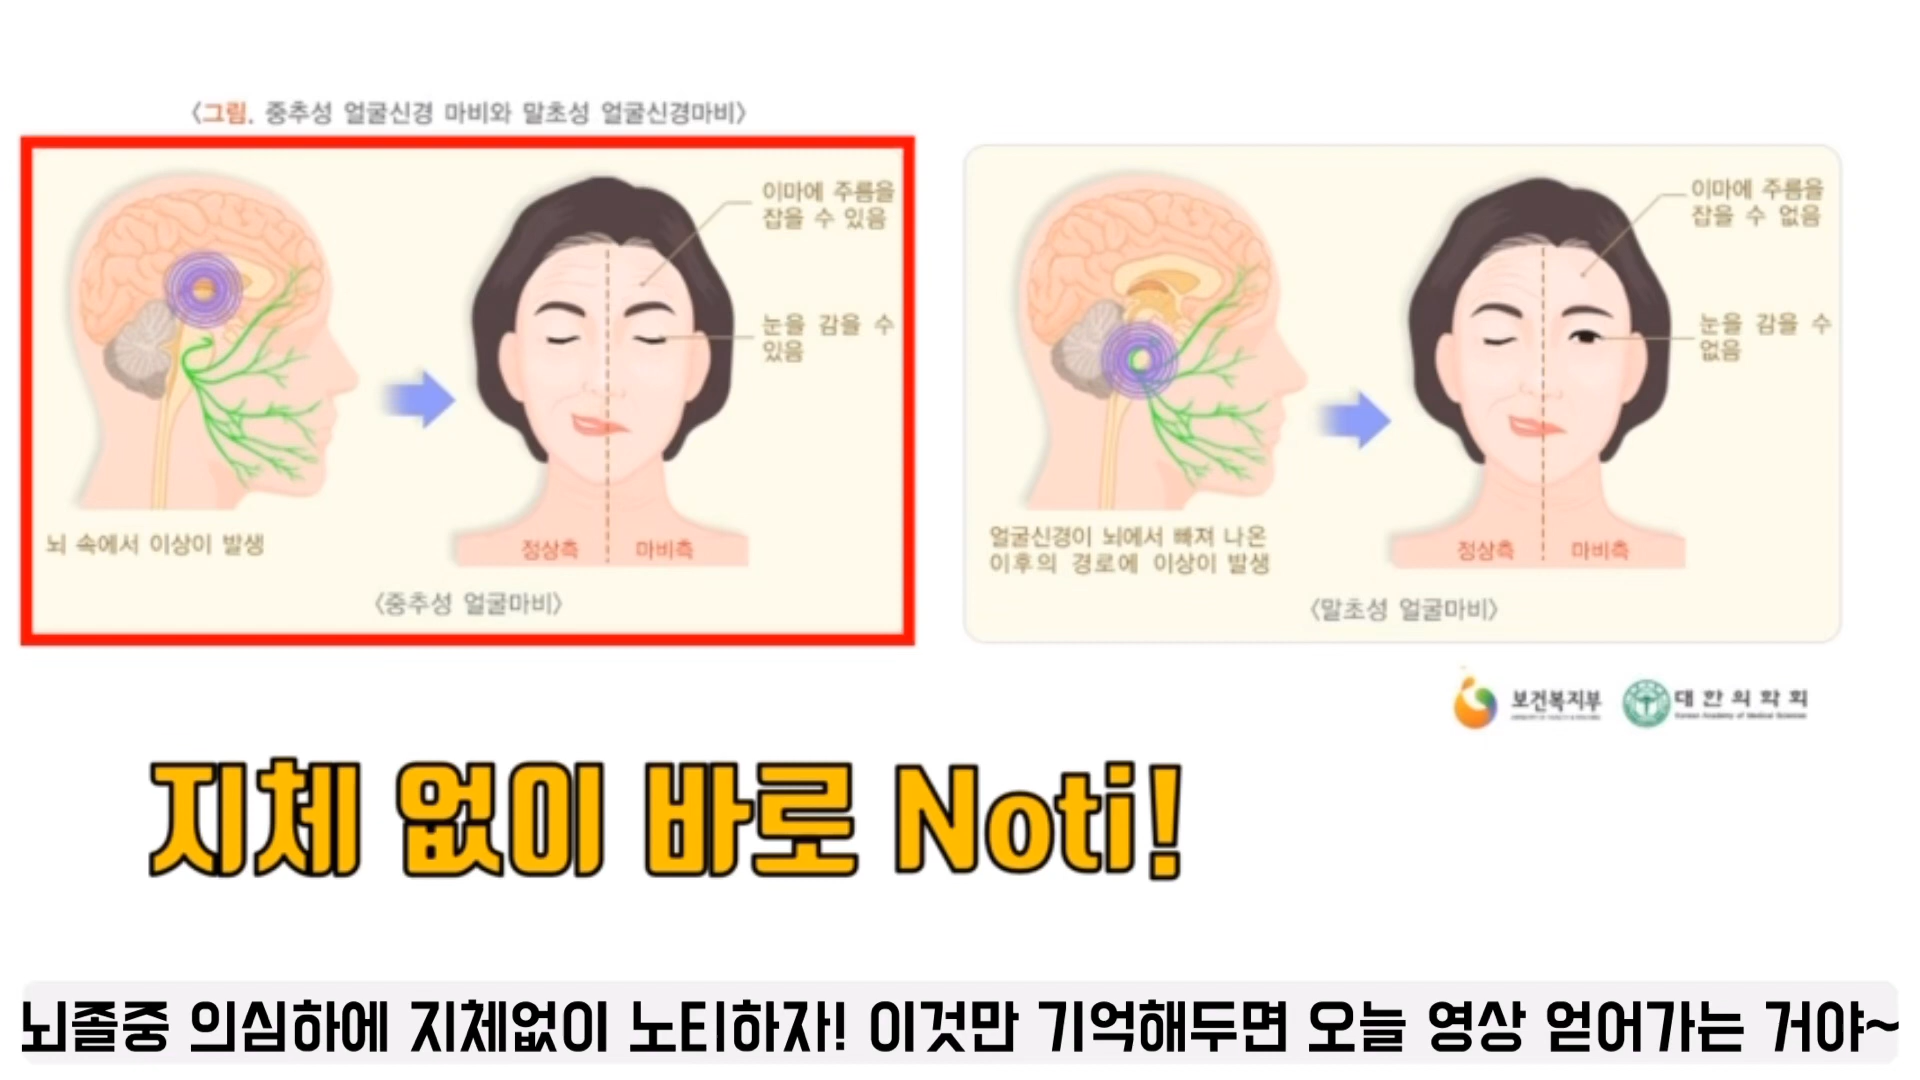 <그림. 중추성 얼굴신경 마비와 말초성 얼굴신경마비>
이마에 주름을
잡을 수 있음
눈을 감을 수
있음
뇌 속에서 이상이 발생
정상측
마비측
<중추성 얼굴마비>
이마에 주름을
잡을 수 없음
눈을 감을 수
없음
얼굴신경이 뇌에서 빠져 나온
이후의 경로에 이상이 발생
정상측
마비측
<말초성 얼굴마비>
보건복지부
대한의학회
Korean Academy of Medical Sciences
지체 없이 바로 Noti!
뇌졸중 의심하에 지체없이 노티하자! 이것만 기억해두면 오늘 영상 얻어가는 거야~